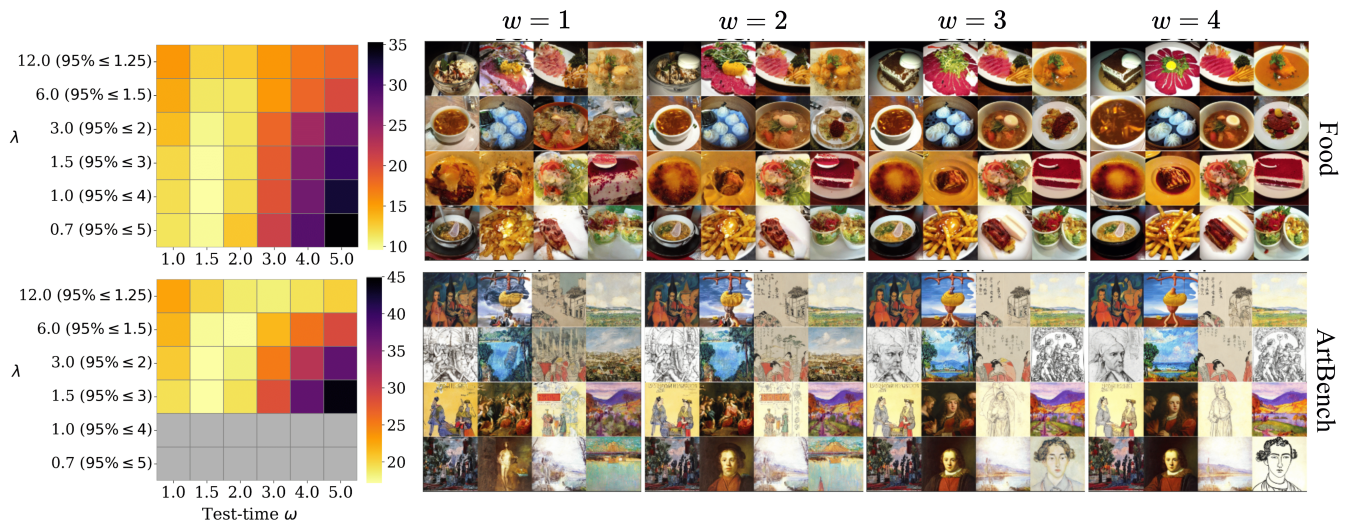 w = 1
w = 2
w = 3
w = 4
12.0 (95% ≤ 1.25)
6.0 (95% ≤ 1.5)
3.0 (95% ≤ 2)
λ
1.5 (95% ≤ 3)
1.0 (95% ≤ 4)
0.7 (95% ≤ 5)
1.0 1.5 2.0 3.0 4.0 5.0
35
30
25
20
15
10
Food
12.0 (95% ≤ 1.25)
6.0 (95% ≤ 1.5)
3.0 (95% ≤ 2)
λ
1.5 (95% ≤ 3)
1.0 (95% ≤ 4)
0.7 (95% ≤ 5)
1.0 1.5 2.0 3.0 4.0 5.0
Test-time ω
45
40
35
30
25
20
ArtBench